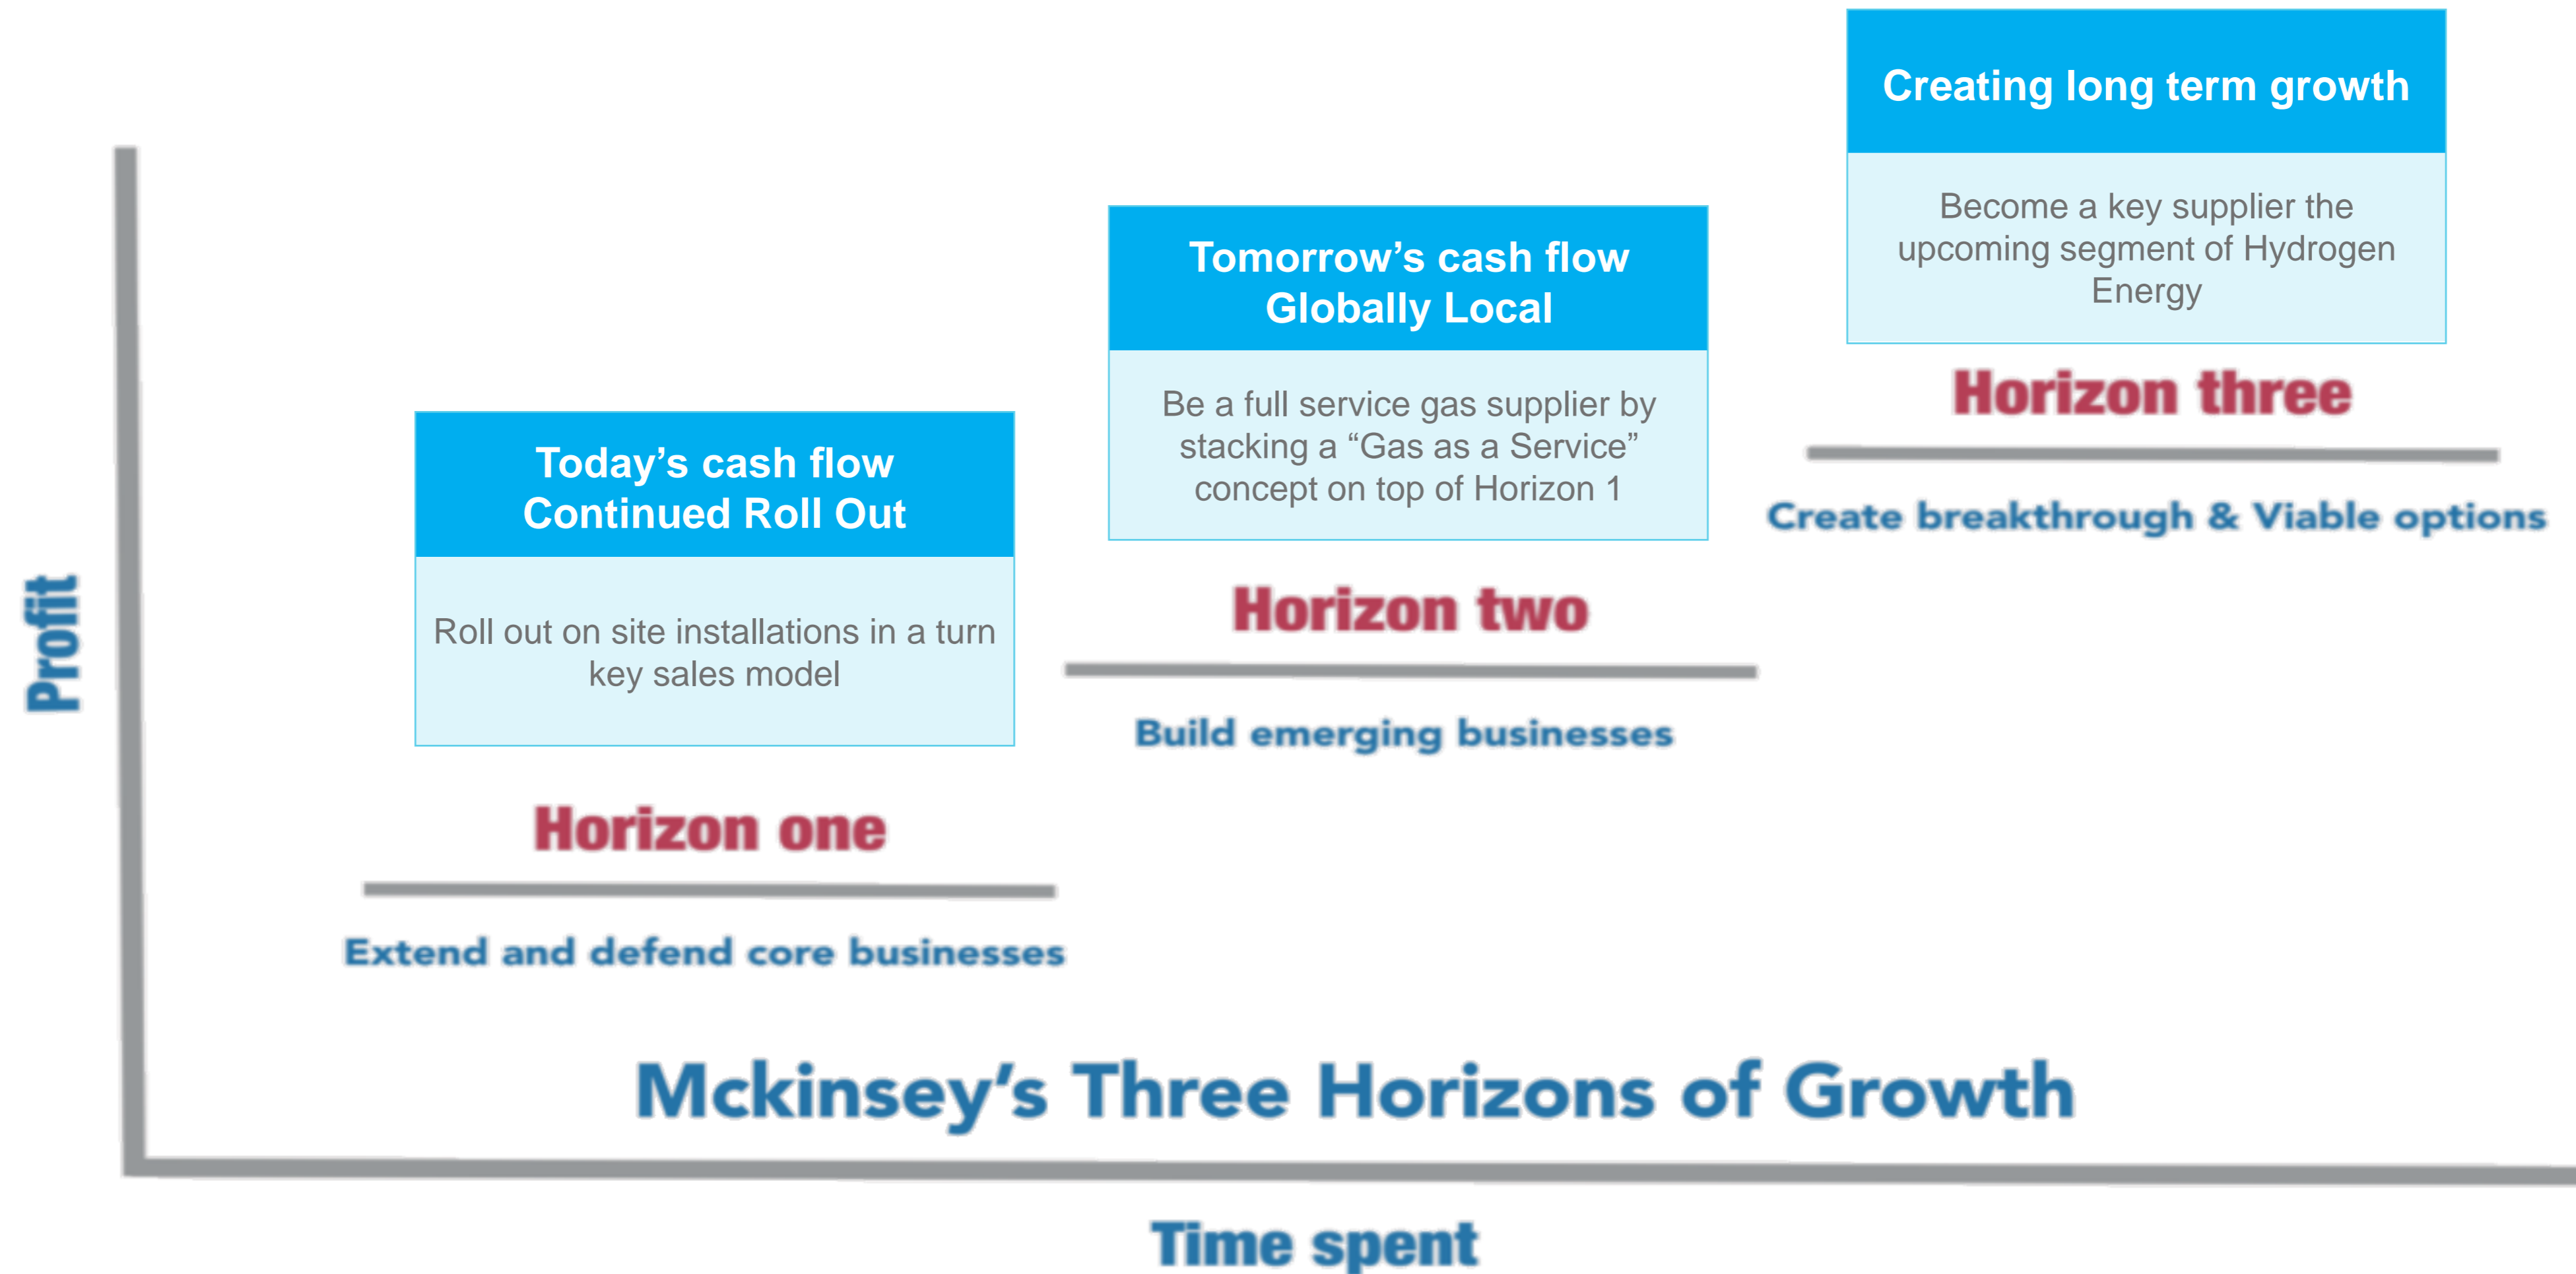 Creating long term growth
Become a key supplier the
upcoming segment of Hydrogen
Energy
Horizon three
Create breakthrough & Viable options
Tomorrow’s cash flow
Globally Local
Be a full service gas supplier by
stacking a “Gas as a Service”
concept on top of Horizon 1
Horizon two
Build emerging businesses
Today’s cash flow
Continued Roll Out
Roll out on site installations in a turn
key sales model
Horizon one
Extend and defend core businesses
Profit
Mckinsey’s Three Horizons of Growth
Time spent